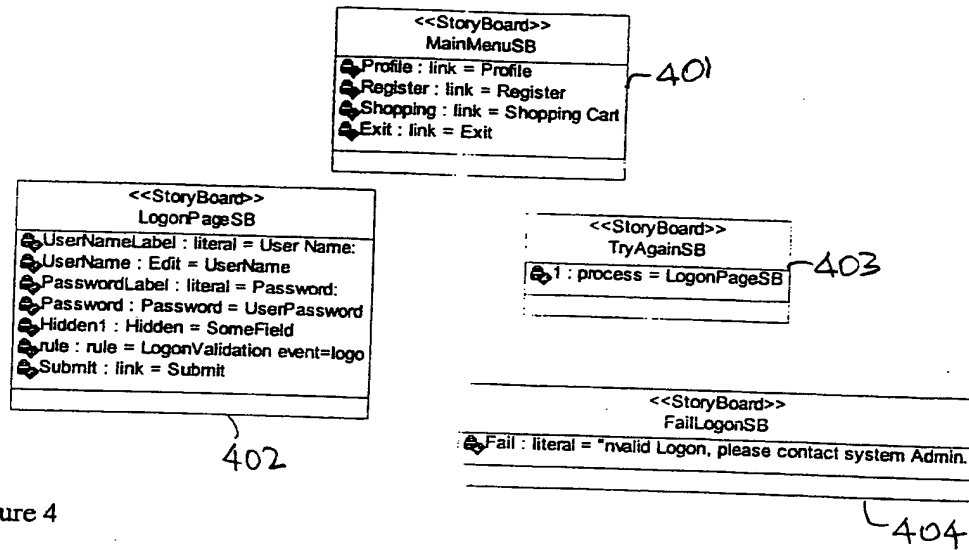 <<StoryBoard>>
MainMenuSB
Profile : link = Profile
Register : link = Register
Shopping : link = Shopping Cart
Exit : link = Exit
401
<<StoryBoard>>
LogonPageSB
UserNameLabel : literal = User Name:
UserName : Edit = UserName
PasswordLabel : literal = Password:
Password : Password = UserPassword
Hidden1 : Hidden = SomeField
rule : rule = LogonValidation event=logo
Submit : link = Submit
402
<<StoryBoard>>
TryAgainSB
1 : process = LogonPageSB
403
<<StoryBoard>>
FailLogonSB
Fail : literal = "nvalid Logon, please contact system Admin.
404
ure 4